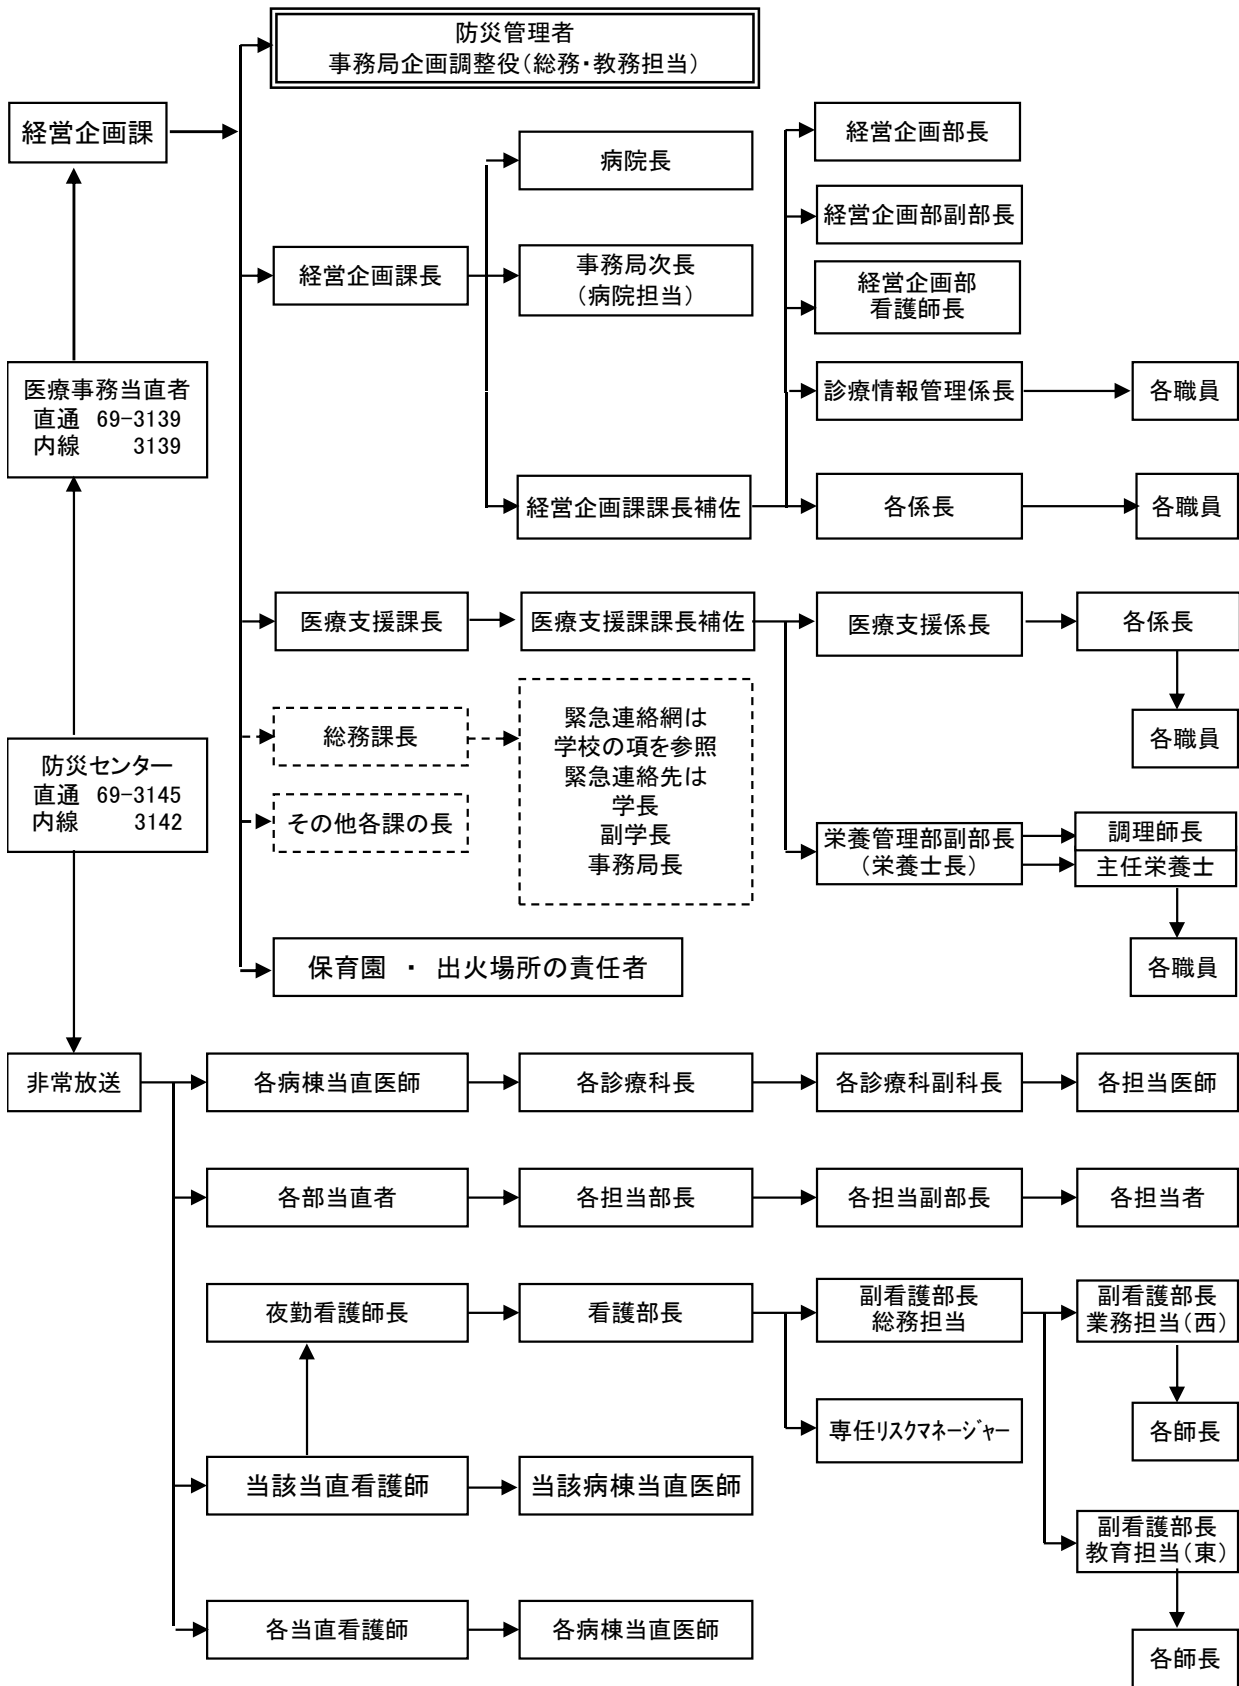 防災管理者
事務局企画調整役(総務・教務担当)
経営企画課
経営企画部長
病院長
経営企画部副部長
経営企画課長
事務局次長
(病院担当)
経営企画部
看護師長
医療事務当直者
直通 69-3139
内線 3139
診療情報管理係長
各職員
経営企画課課長補佐
各係長
各職員
医療支援課長
医療支援課課長補佐
医療支援係長
各係長
総務課長
緊急連絡網は
学校の項を参照
緊急連絡先は
学長
副学長
事務局長
各職員
防災センター
直通 69-3145
内線 3142
その他各課の長
栄養管理部副部長
(栄養士長)
調理師長
主任栄養士
保育園 ・ 出火場所の責任者
各職員
非常放送
各病棟当直医師
各診療科長
各診療科副科長
各担当医師
各部当直者
各担当部長
各担当副部長
各担当者
夜勤看護師長
看護部長
副看護部長
総務担当
副看護部長
業務担当(西)
専任リスクマネージャー
各師長
当該当直看護師
当該病棟当直医師
副看護部長
教育担当(東)
各当直看護師
各病棟当直医師
各師長